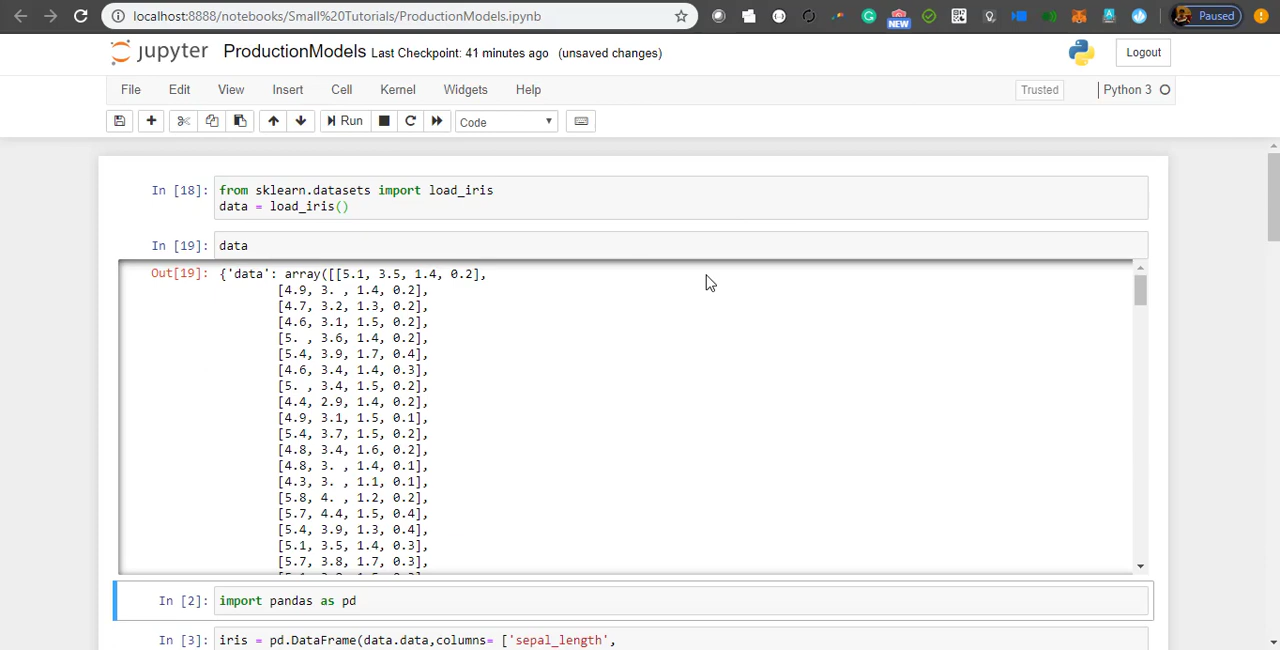 localhost:8888/notebooks/Small%20Tutorials/ProductionModels.ipynb
NEW
Paused
jupyter ProductionModels Last Checkpoint: 41 minutes ago (unsaved changes)
Logout
File Edit View Insert Cell Kernel Widgets Help
Trusted
Python 3
Run
Code
In [18]: from sklearn.datasets import load_iris
data = load_iris()
In [19]: data
Out[19]: {'data': array([[5.1, 3.5, 1.4, 0.2],
[4.9, 3. , 1.4, 0.2],
[4.7, 3.2, 1.3, 0.2],
[4.6, 3.1, 1.5, 0.2],
[5. , 3.6, 1.4, 0.2],
[5.4, 3.9, 1.7, 0.4],
[4.6, 3.4, 1.4, 0.3],
[5. , 3.4, 1.5, 0.2],
[4.4, 2.9, 1.4, 0.2],
[4.9, 3.1, 1.5, 0.1],
[5.4, 3.7, 1.5, 0.2],
[4.8, 3.4, 1.6, 0.2],
[4.8, 3. , 1.4, 0.1],
[4.3, 3. , 1.1, 0.1],
[5.8, 4. , 1.2, 0.2],
[5.7, 4.4, 1.5, 0.4],
[5.4, 3.9, 1.3, 0.4],
[5.1, 3.5, 1.4, 0.3],
[5.7, 3.8, 1.7, 0.3],
In [2]: import pandas as pd
In [3]: iris = pd.DataFrame(data.data,columns= ['sepal_length',